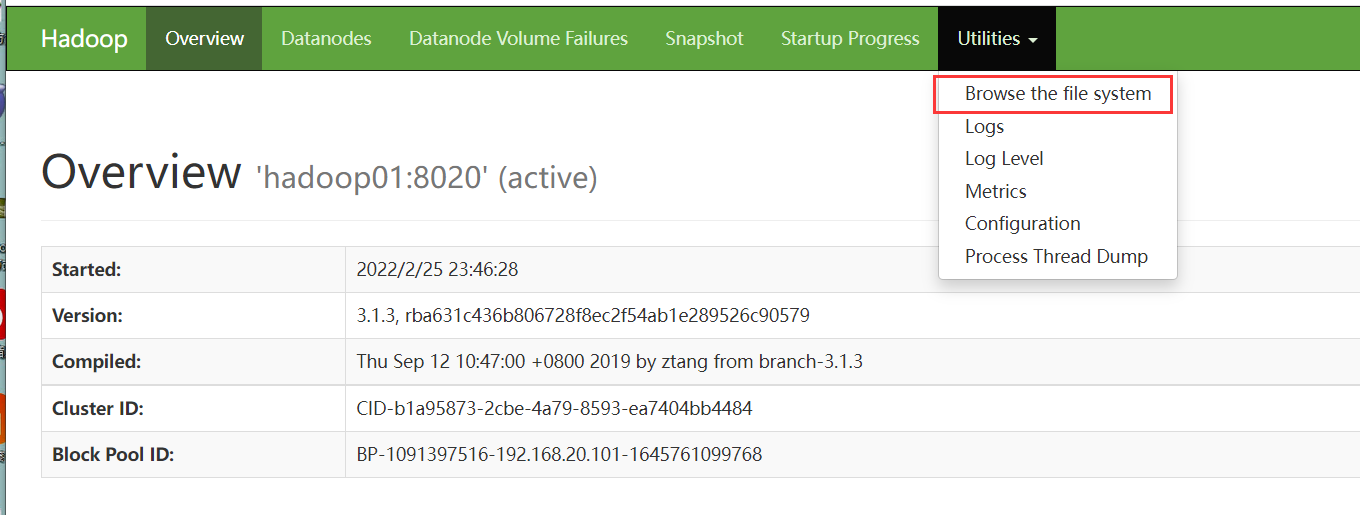 Hadoop Overview Datanodes Datanode Volume Failures Snapshot Startup Progress Utilities
Browse the file system
Logs
Log Level
Metrics
Configuration
Process Thread Dump
Overview 'hadoop01:8020' (active)
Started: 2022/2/25 23:46:28
Version: 3.1.3, rba631c436b806728f8ec2f54ab1e289526c90579
Compiled: Thu Sep 12 10:47:00 +0800 2019 by ztang from branch-3.1.3
Cluster ID: CID-b1a95873-2cbe-4a79-8593-ea7404bb4484
Block Pool ID: BP-1091397516-192.168.20.101-1645761099768